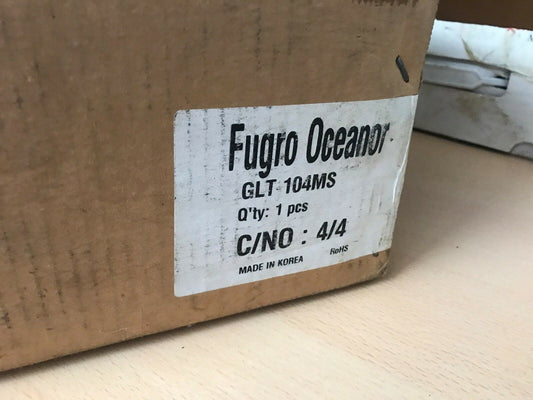 Fugro Oceanor
GLT 104MS
Q'ty: 1 pcs
C/NO : 4/4
MADE IN KOREA RoHS